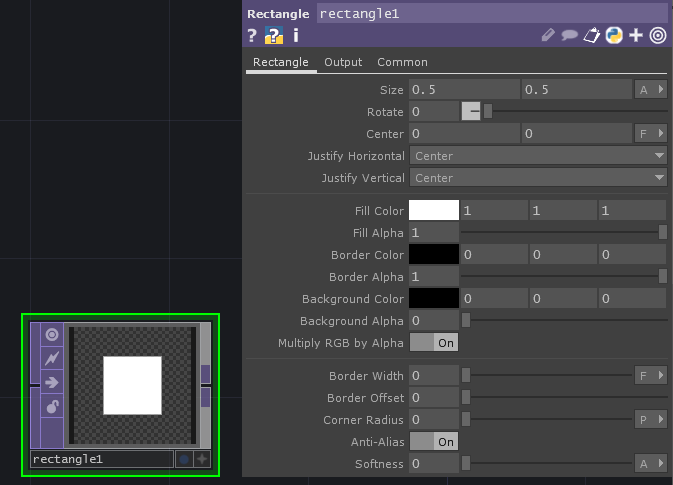 Rectangle rectangle1
? ? i
Rectangle Output Common
Size 0.5 0.5 A
Rotate 0
Center 0 0 F
Justify Horizontal Center
Justify Vertical Center
Fill Color 1 1 1
Fill Alpha 1
Border Color 0 0 0
Border Alpha 1
Background Color 0 0 0
Background Alpha 0
Multiply RGB by Alpha On
Border Width 0 F
Border Offset 0
Corner Radius 0 P
Anti-Alias On
Softness 0 A
rectangle1